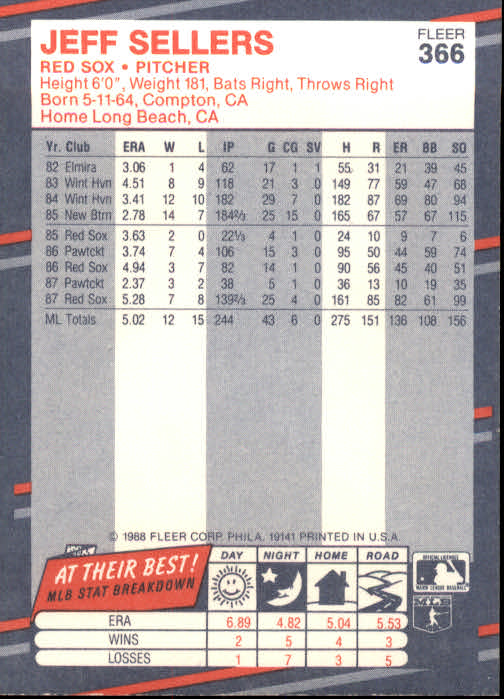 JEFF SELLERS
RED SOX • PITCHER
Height 6'0", Weight 181, Bats Right, Throws Right
Born 5-11-64, Compton, CA
Home Long Beach, CA
FLEER
366
Yr. Club ERA W L IP G CG SV H R ER BB SO
82 Elmira 3.06 1 4 62 17 1 1 55 31 21 39 45
83 Wint Hvn 4.51 8 9 118 21 3 0 149 77 59 47 68
84 Wint Hvn 3.41 12 10 182 29 7 0 182 87 69 80 94
85 New Btrn 2.78 14 7 184⅔ 25 15 0 165 67 57 67 115
85 Red Sox 3.63 2 0 22⅓ 4 1 0 24 10 9 7 6
86 Pawtckt 3.74 7 4 106 15 3 0 95 50 44 59 74
86 Red Sox 4.94 3 7 82 14 1 0 90 56 45 40 51
87 Pawtckt 2.37 3 2 38 5 1 0 36 13 10 19 35
87 Red Sox 5.28 7 8 139⅔ 25 4 0 161 85 82 61 99
ML Totals 5.02 12 15 244 43 6 0 275 151 136 108 156
© 1988 FLEER CORP. PHILA. 19141 PRINTED IN U.S.A.
AT THEIR BEST!
MLB STAT BREAKDOWN
DAY NIGHT HOME ROAD
ERA 6.89 4.82 5.04 5.53
WINS 2 5 4 3
LOSSES 1 7 3 5
OFFICIAL LICENSEE
MAJOR LEAGUE BASEBALL